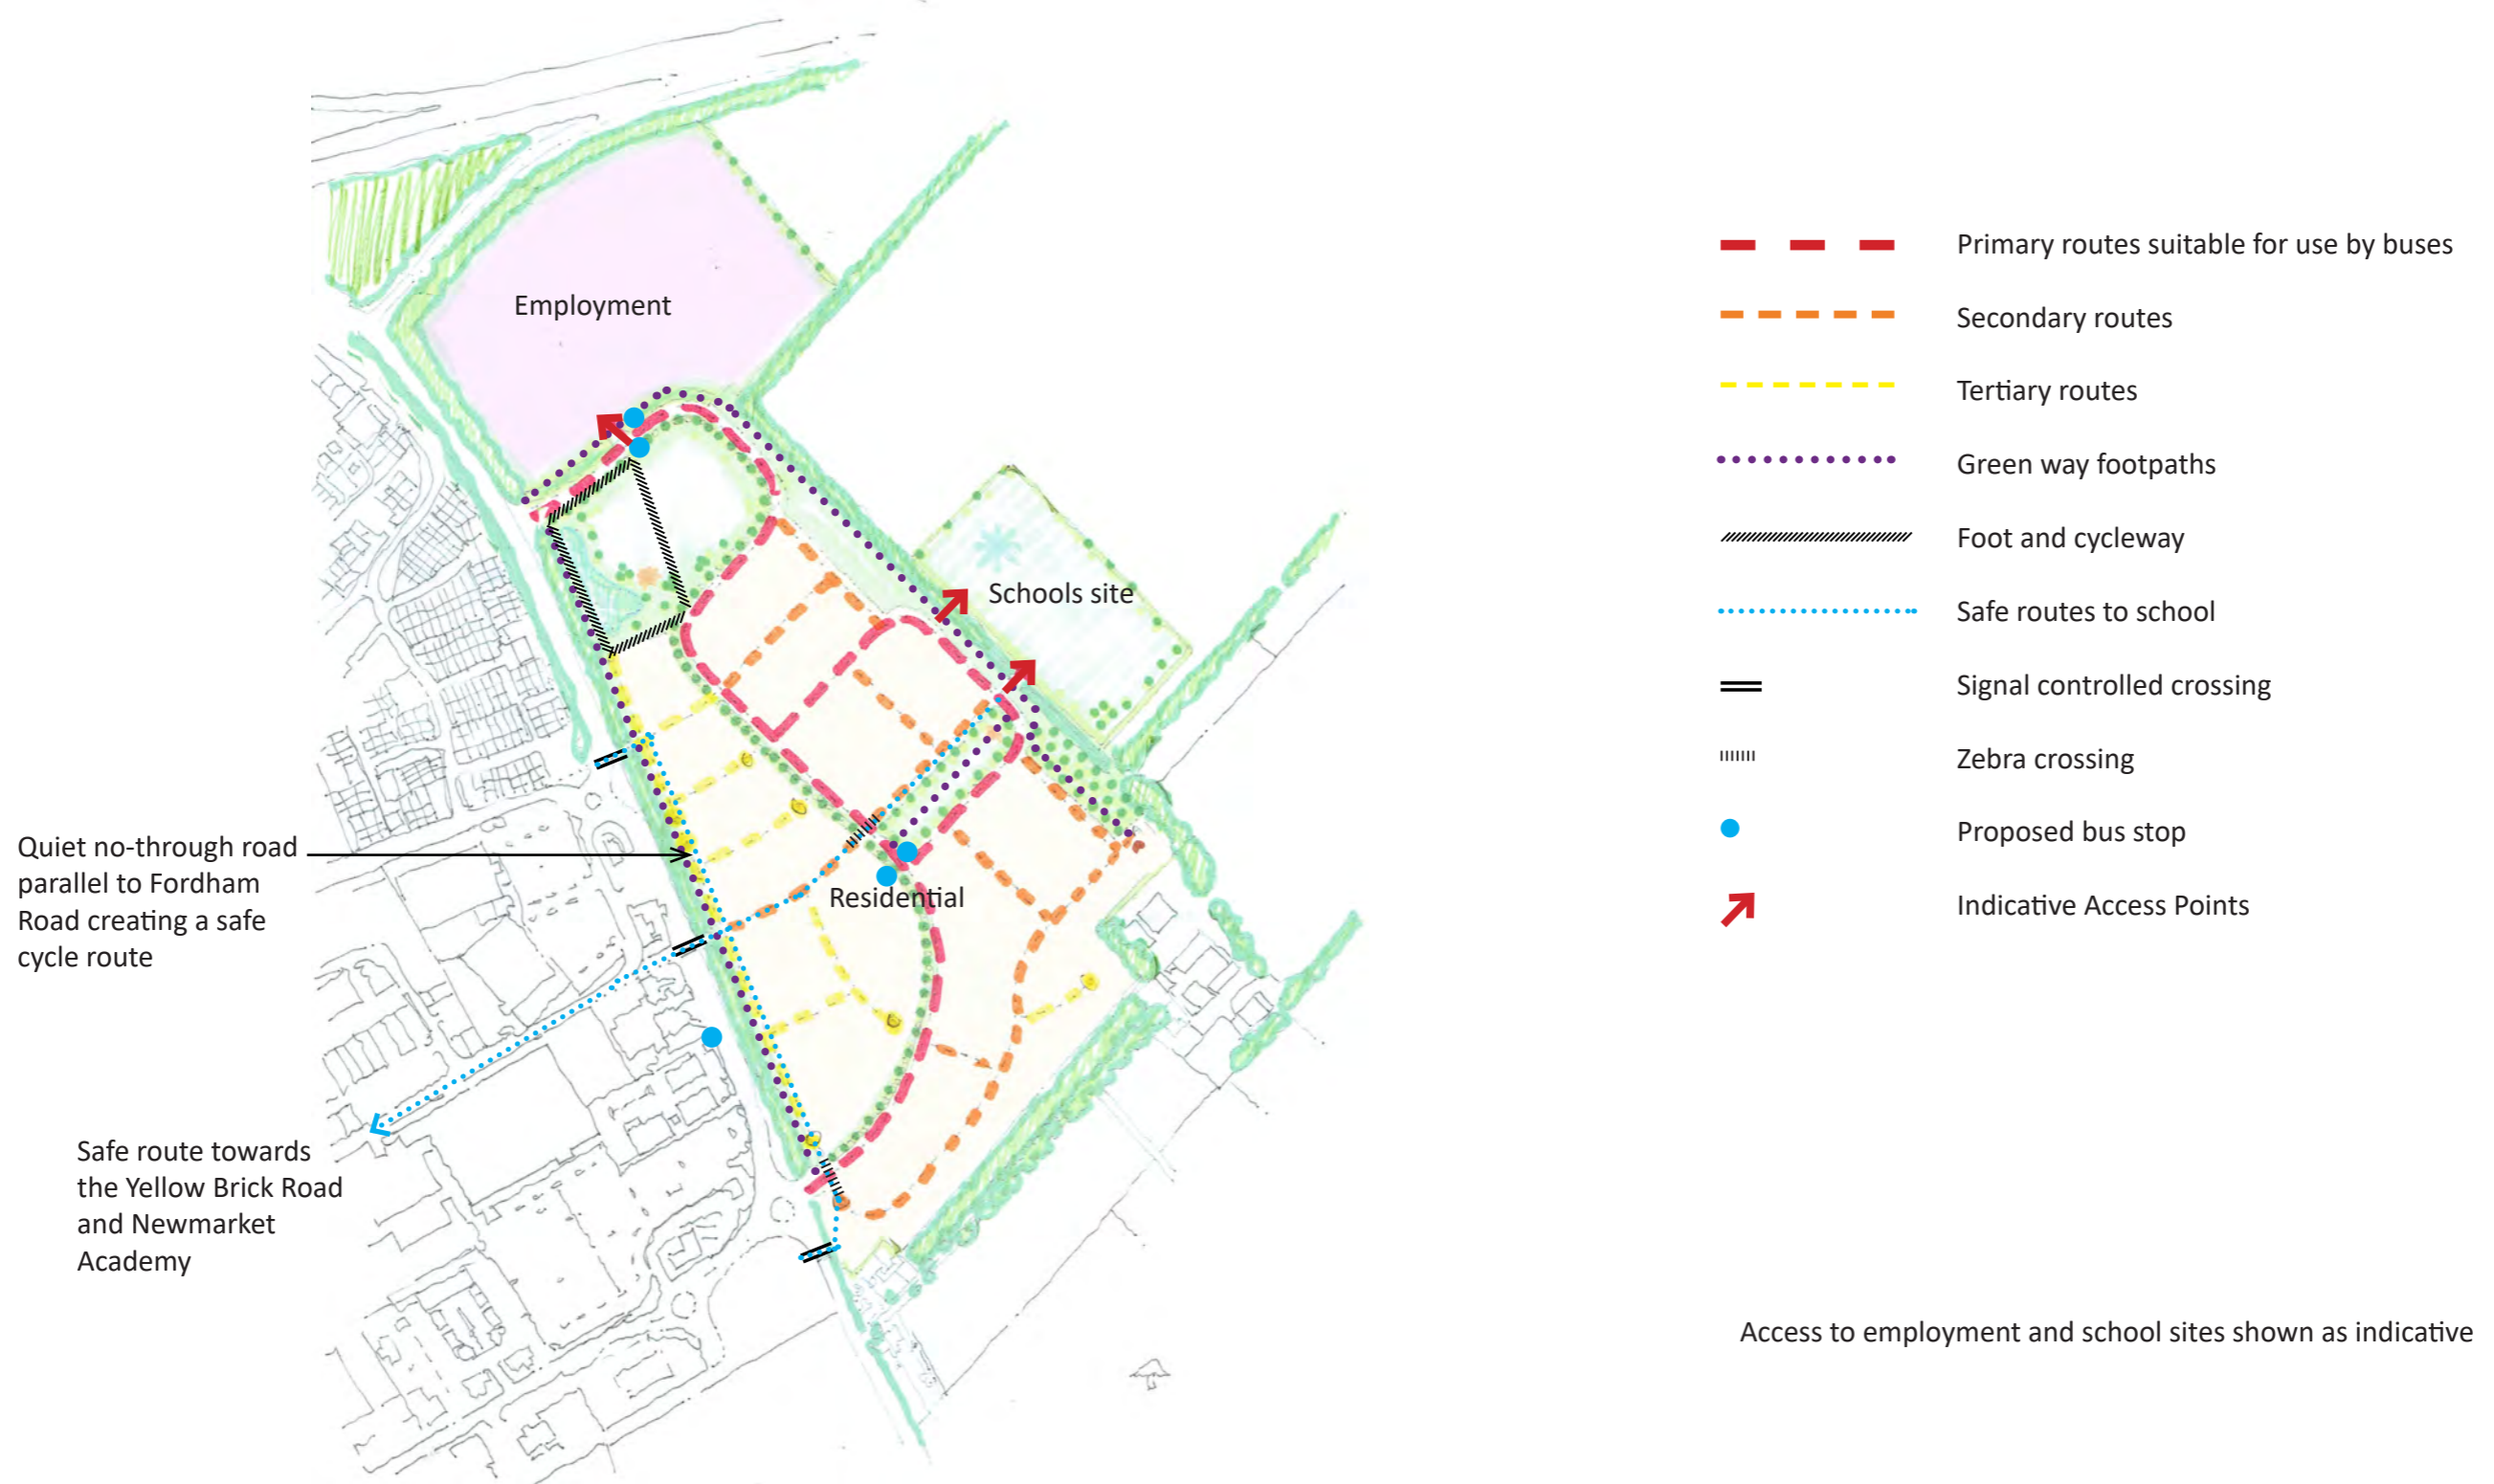 Employment
Schools site
Residential
Quiet no-through road
parallel to Fordham
Road creating a safe
cycle route
Safe route towards
the Yellow Brick Road
and Newmarket
Academy
Primary routes suitable for use by buses
Secondary routes
Tertiary routes
Green way footpaths
Foot and cycleway
Safe routes to school
Signal controlled crossing
Zebra crossing
Proposed bus stop
Indicative Access Points
Access to employment and school sites shown as indicative